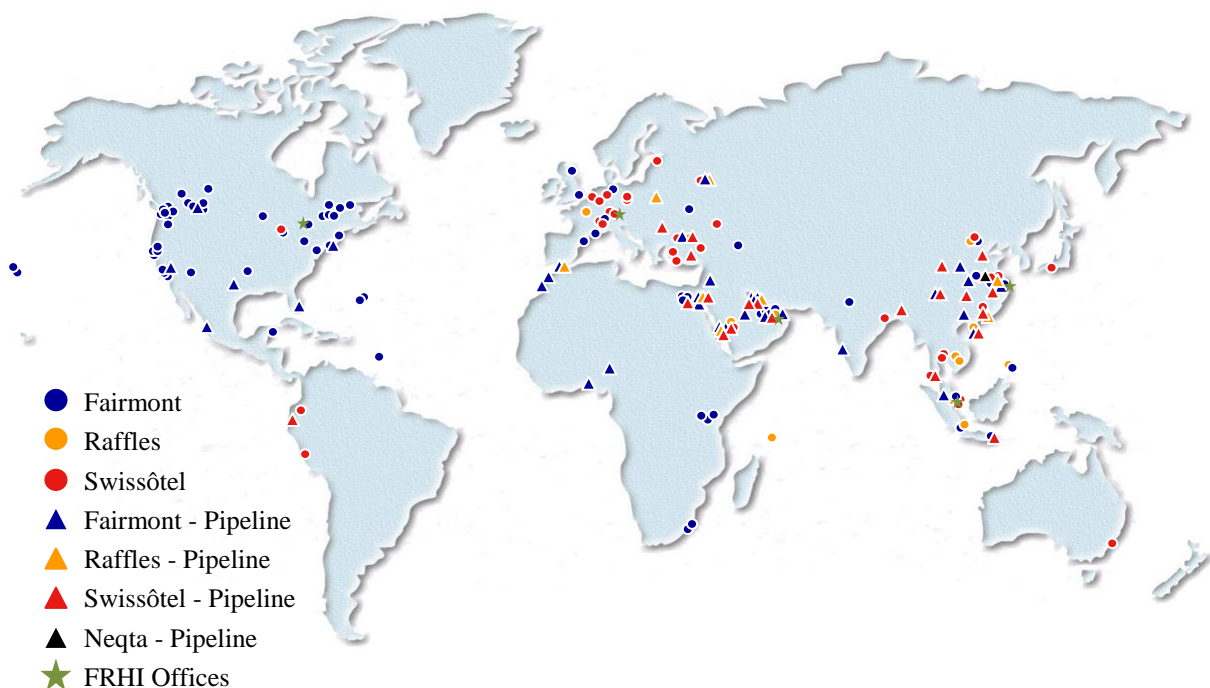 Fairmont
Raffles
Swissôtel
Fairmont - Pipeline
Raffles - Pipeline
Swissôtel - Pipeline
Neqta - Pipeline
FRHI Offices